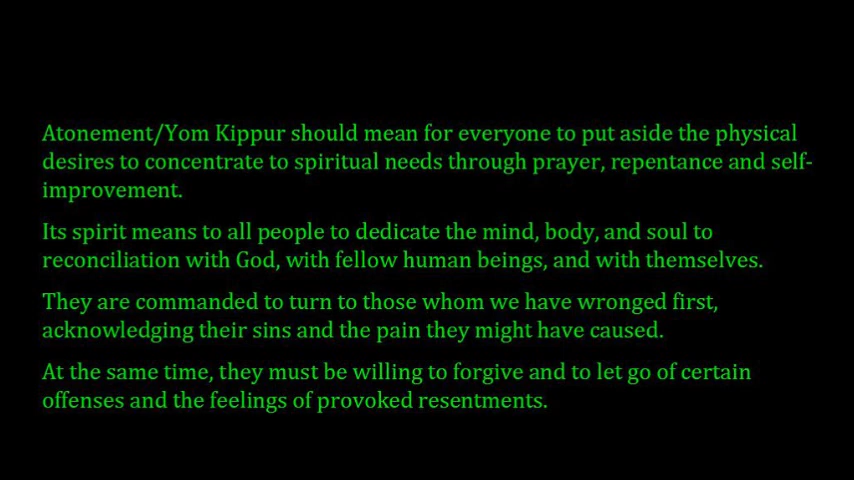 Atonement/Yom Kippur should mean for everyone to put aside the physical
desires to concentrate to spiritual needs through prayer, repentance and self-
improvement.
Its spirit means to all people to dedicate the mind, body, and soul to
reconciliation with God, with fellow human beings, and with themselves.
They are commanded to turn to those whom we have wronged first,
acknowledging their sins and the pain they might have caused.
At the same time, they must be willing to forgive and to let go of certain
offenses and the feelings of provoked resentments.